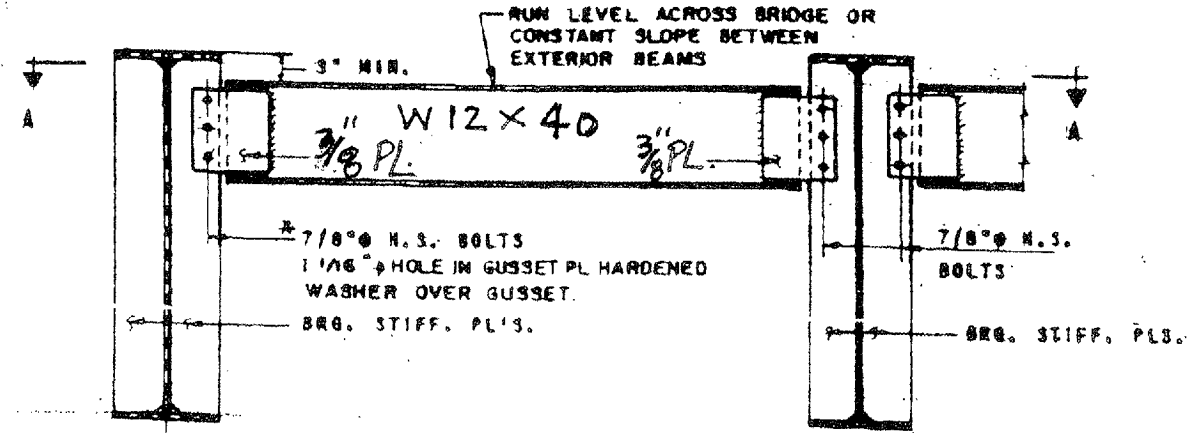 RUN LEVEL ACROSS BRIDGE OR
CONSTANT SLOPE BETWEEN
EXTERIOR BEAMS
3" MIN.
A
A
W 12 X 40
3/8" PL.
3/8" PL.
* 7/8"ϕ H.S. BOLTS
1 1/16"ϕ HOLE IN GUSSET PL HARDENED
WASHER OVER GUSSET.
BRG. STIFF. PL'S.
7/8"ϕ H.S.
BOLTS
BRG. STIFF. PLS.